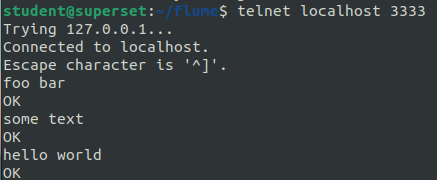 student@superset:~/flume$ telnet localhost 3333
Trying 127.0.0.1...
Connected to localhost.
Escape character is '^]'.
foo bar
OK
some text
OK
hello world
OK